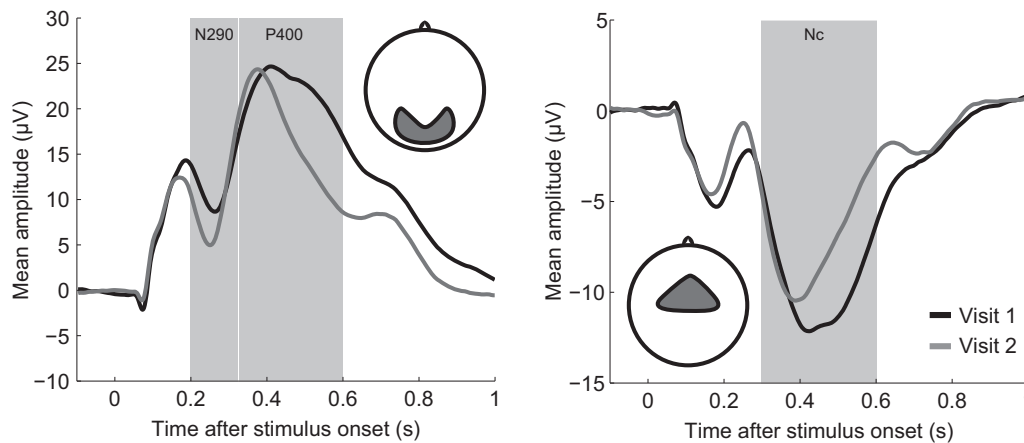 30
25
20
15
10
5
0
−5
−10
Mean amplitude (µV)
N290
P400
0
0.2
0.4
0.6
0.8
1
Time after stimulus onset (s)
5
0
−5
−10
−15
Mean amplitude (µV)
Nc
Visit 1
Visit 2
0
0.2
0.4
0.6
0.8
Time after stimulus onset (s)